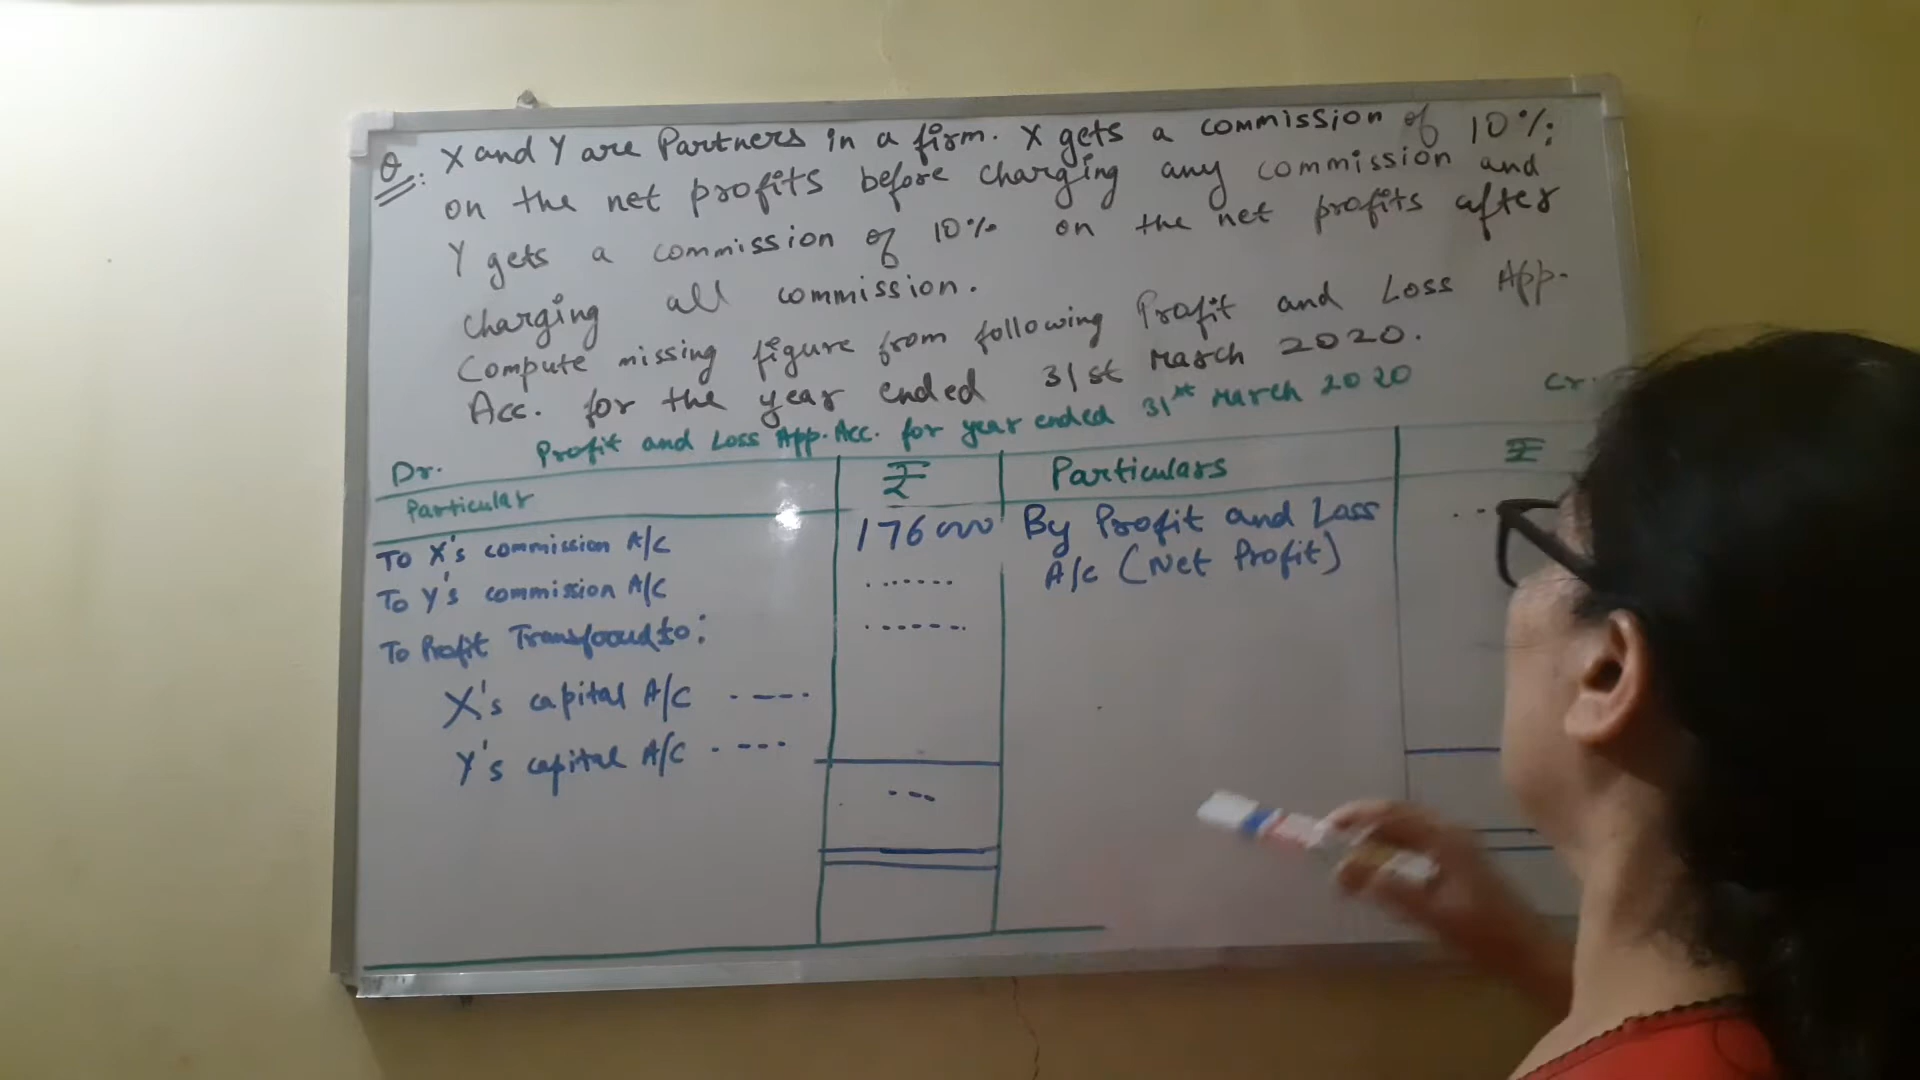 Q. X and Y are Partners in a firm. X gets a commission of 10%
on the net profits before charging any commission and
Y gets a commission of 10% on the net profits after
charging all commission.
Compute missing figure from following Profit and Loss App.
Acc. for the year ended 31st March 2020.
Profit and Loss App. Acc. for year ended 31st March 2020
Dr. Cr.
Particular ₹ Particulars ₹
To X's commission A/C 176000 By Profit and Loss
A/c (Net Profit) ...
To Y's commission A/C .......
To Profit to: .......
X's capital A/C .---.
Y's capital A/C .---
...